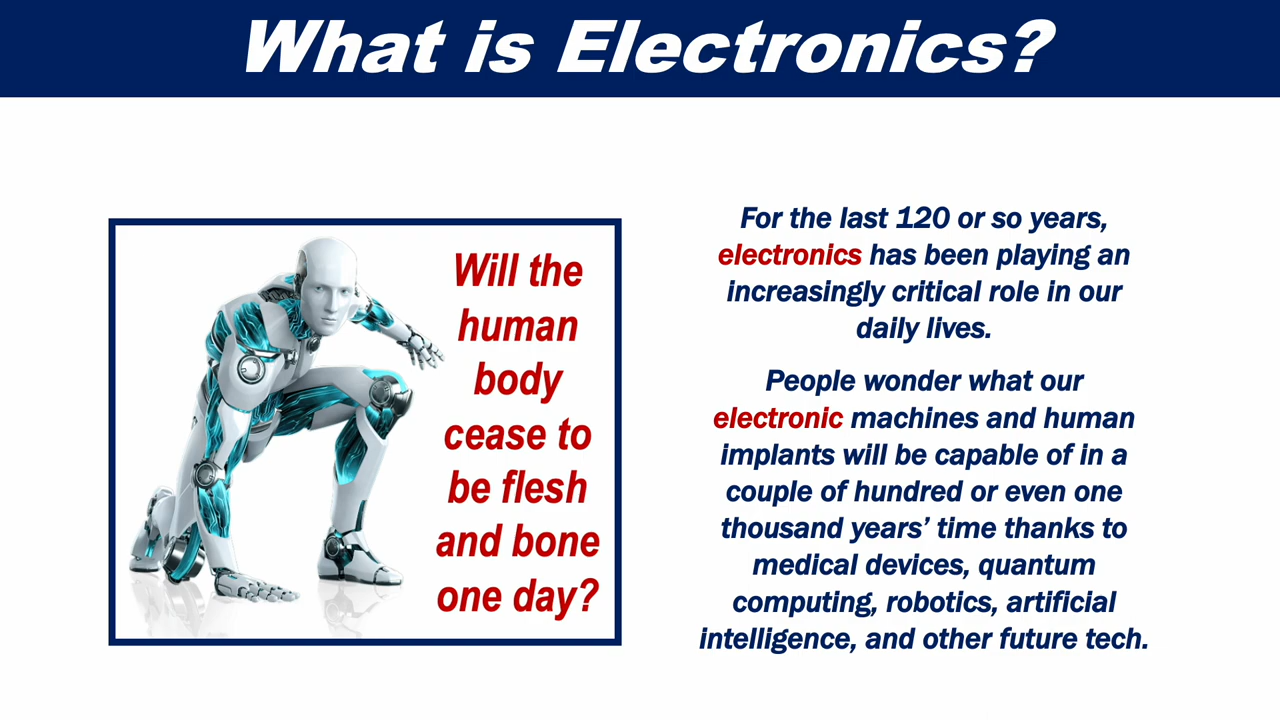 What is Electronics?
Will the
human
body
cease to
be flesh
and bone
one day?
For the last 120 or so years,
electronics has been playing an
increasingly critical role in our
daily lives.
People wonder what our
electronic machines and human
implants will be capable of in a
couple of hundred or even one
thousand years’ time thanks to
medical devices, quantum
computing, robotics, artificial
intelligence, and other future tech.